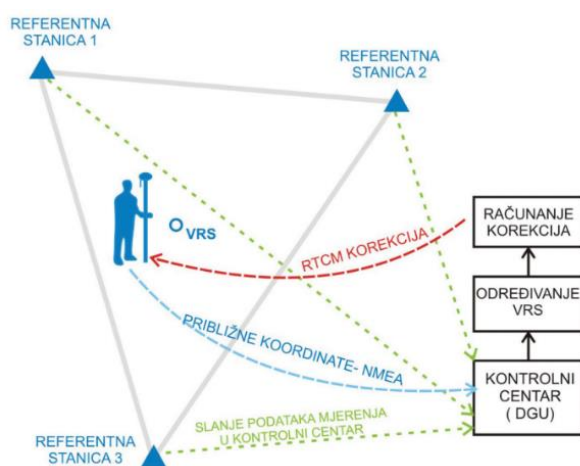 REFERENTNA
STANICA 1
REFERENTNA
STANICA 2
VRS
RTCM KOREKCIJA
RAČUNANJE
KOREKCIJA
ODREĐIVANJE
VRS
PRIBLIŽNE KOORDINATE- NMEA
KONTROLNI
CENTAR
( DGU)
SLANJE PODATAKA MJERENJA
U KONTROLNI CENTAR
REFERENTNA
STANICA 3